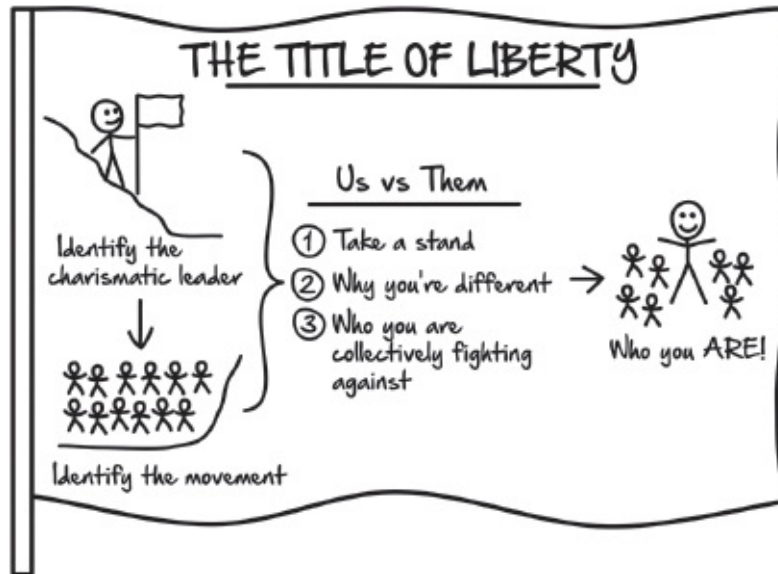 THE TITLE OF LIBERTY
Identify the
charismatic leader
Identify the movement
Us vs Them
1 Take a stand
2 Why you're different
3 Who you are
collectively fighting
against
Who you ARE!